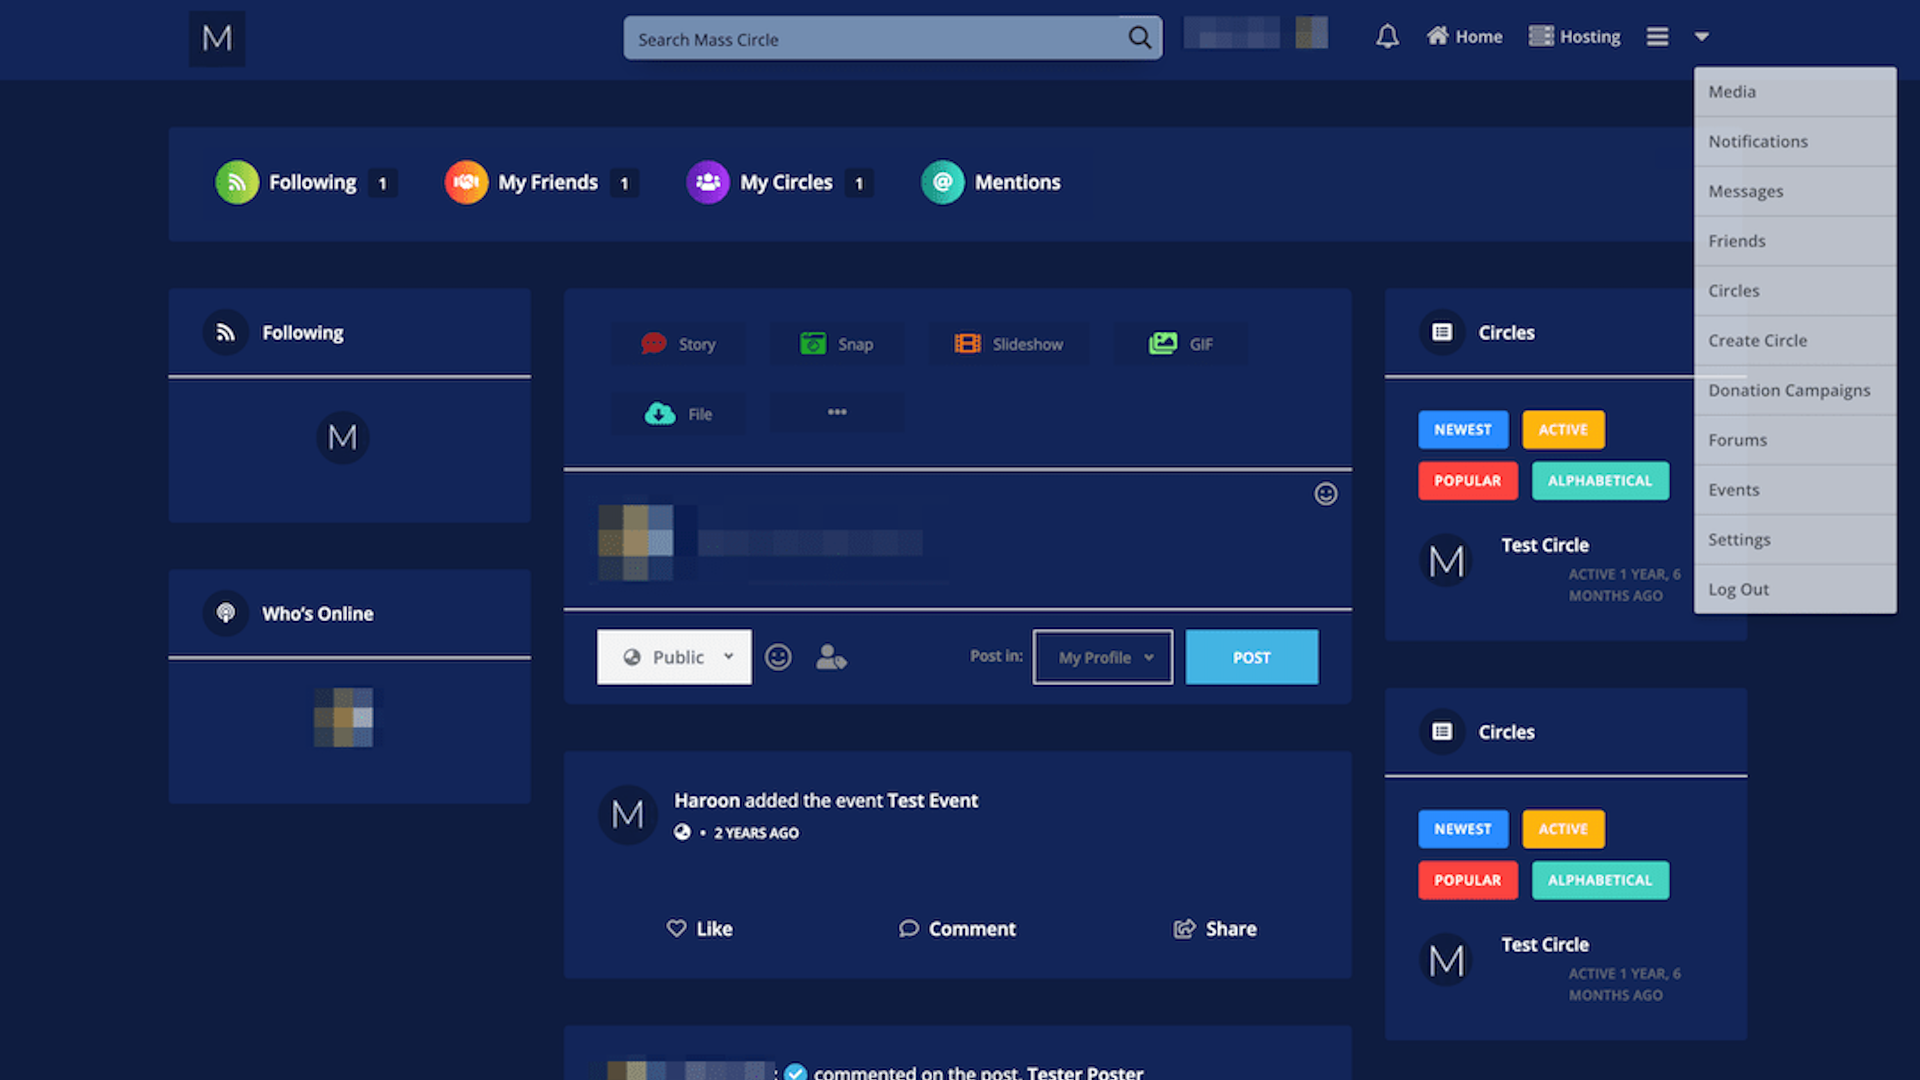 M
Search Mass Circle
Home
Hosting
Media
Notifications
Messages
Friends
Circles
Create Circle
Donation Campaigns
Forums
Events
Settings
Log Out
Following 1
My Friends 1
My Circles 1
Mentions
Following
M
Who's Online
Story
Snap
Slideshow
GIF
File
Public
Post in:
My Profile
POST
Haroon added the event Test Event
M
2 YEARS AGO
Like
Comment
Share
: commented on the post, Tester Poster
Circles
NEWEST
ACTIVE
POPULAR
ALPHABETICAL
M
Test Circle
ACTIVE 1 YEAR, 6
MONTHS AGO
Circles
NEWEST
ACTIVE
POPULAR
ALPHABETICAL
M
Test Circle
ACTIVE 1 YEAR, 6
MONTHS AGO